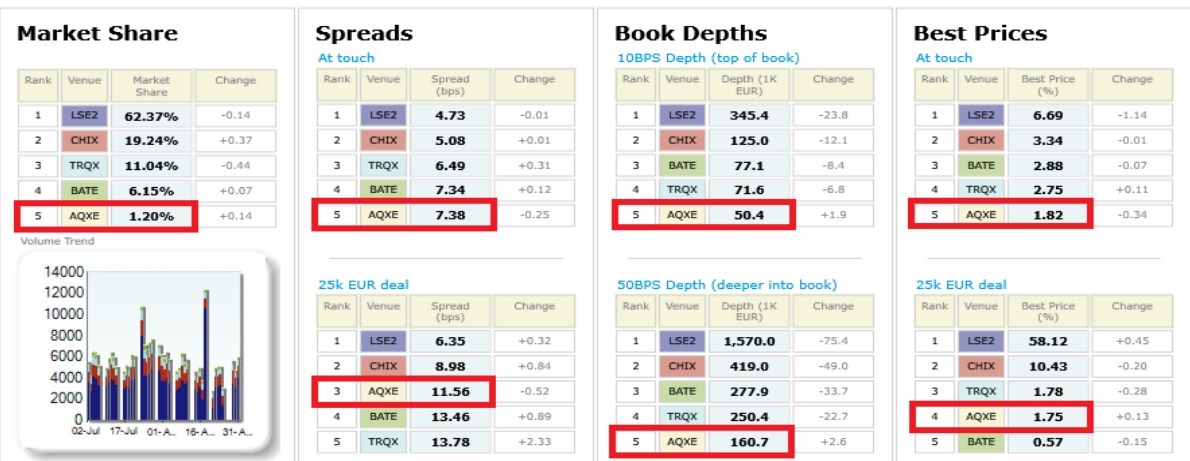 Market Share
Rank Venue Market Share Change
1 LSE2 62.37% -0.14
2 CHIX 19.24% +0.37
3 TRQX 11.04% -0.44
4 BATE 6.15% +0.07
5 AQXE 1.20% +0.14
Volume Trend
14000
12000
10000
8000
6000
4000
2000
0
02-Jul 17-Jul 01- A... 16- A... 31- A...
Spreads
At touch
Rank Venue Spread (bps) Change
1 LSE2 4.73 -0.01
2 CHIX 5.08 +0.01
3 TRQX 6.49 +0.31
4 BATE 7.34 +0.12
5 AQXE 7.38 -0.25
25k EUR deal
Rank Venue Spread (bps) Change
1 LSE2 6.35 +0.32
2 CHIX 8.98 +0.84
3 AQXE 11.56 -0.52
4 BATE 13.46 +0.89
5 TRQX 13.78 +2.33
Book Depths
10BPS Depth (top of book)
Rank Venue Depth (1K EUR) Change
1 LSE2 345.4 -23.8
2 CHIX 125.0 -12.1
3 BATE 77.1 -8.4
4 TRQX 71.6 -6.8
5 AQXE 50.4 +1.9
50BPS Depth (deeper into book)
Rank Venue Depth (1K EUR) Change
1 LSE2 1,570.0 -75.4
2 CHIX 419.0 -49.0
3 BATE 277.9 -33.7
4 TRQX 250.4 -22.7
5 AQXE 160.7 +2.6
Best Prices
At touch
Rank Venue Best Price (%) Change
1 LSE2 6.69 -1.14
2 CHIX 3.34 -0.01
3 BATE 2.88 -0.07
4 TRQX 2.75 +0.11
5 AQXE 1.82 -0.34
25k EUR deal
Rank Venue Best Price (%) Change
1 LSE2 58.12 +0.45
2 CHIX 10.43 -0.20
3 TRQX 1.78 -0.28
4 AQXE 1.75 +0.13
5 BATE 0.57 -0.15